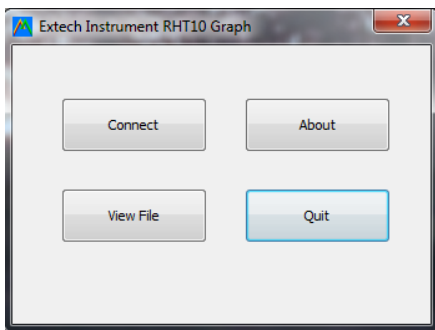 Extech Instrument RHT10 Graph
Connect
About
View File
Quit